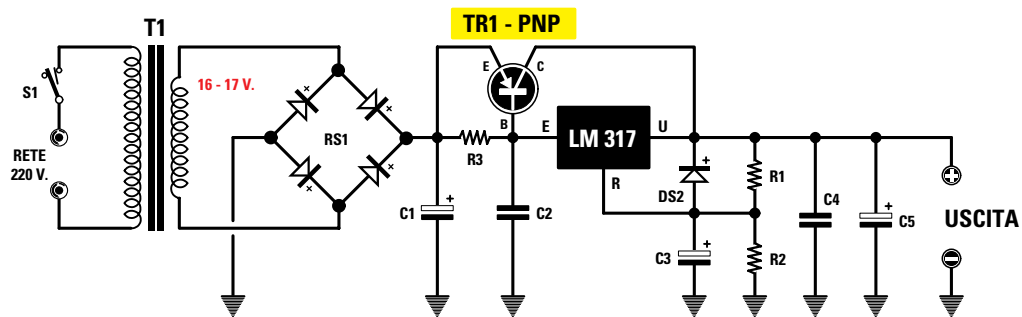 TR1 - PNP
T1
S1
16 - 17 V.
RETE
220 V.
RS1
E
C
B
R3
E
LM 317
U
R
C1
+
C2
DS2
+
R1
C3
+
R2
C4
C5
+
USCITA